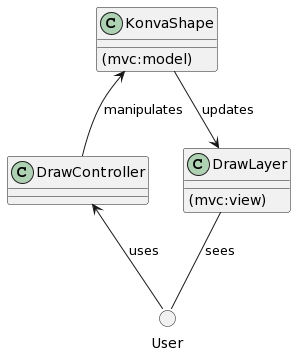 C KonvaShape
(mvc:model)
manipulates
updates
C DrawController
C DrawLayer
(mvc:view)
uses
sees
User